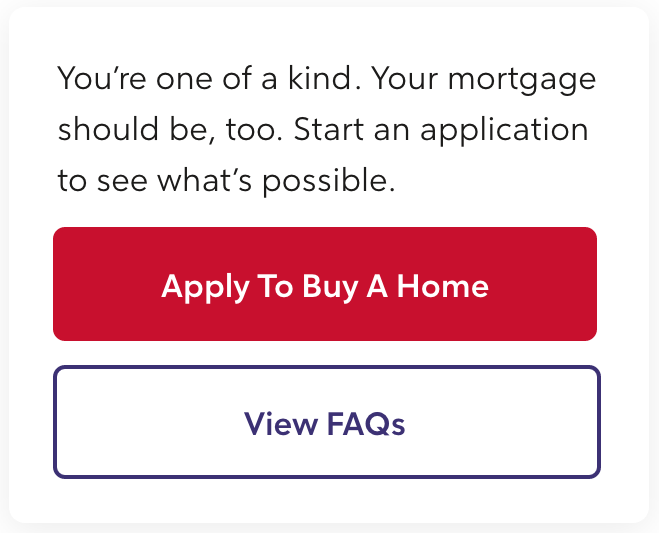 You’re one of a kind. Your mortgage
should be, too. Start an application
to see what’s possible.
Apply To Buy A Home
View FAQs